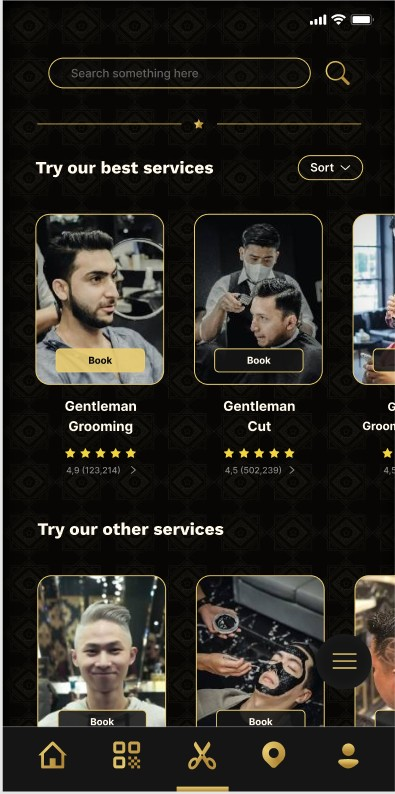 Search something here
Try our best services
Sort
Book
Book
Gentleman
Grooming
Gentleman
Cut
4,9 (123,214)
4,5 (502,239)
Try our other services
Book
Book